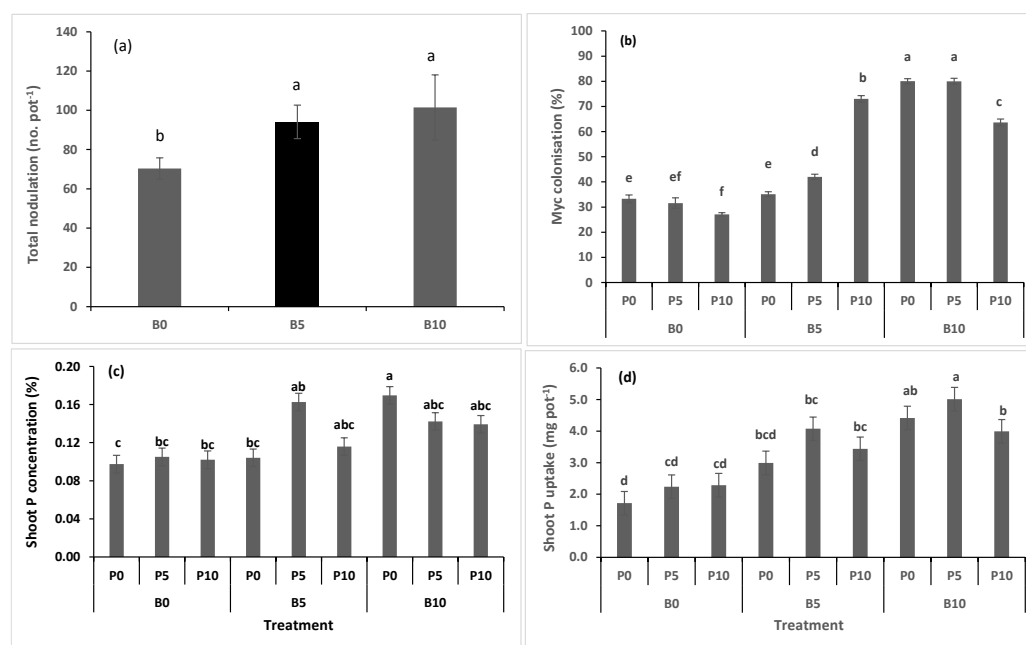 (a)
Total nodulation (no. pot-1)
140
120
100
80
60
40
20
0
b
a
a
B0 B5 B10
(b)
Myc colonisation (%)
100
90
80
70
60
50
40
30
20
10
0
e ef f e d b a a c
P0 P5 P10 P0 P5 P10 P0 P5 P10
B0 B5 B10
(c)
Shoot P concentration (%)
0.20
0.16
0.12
0.08
0.04
0.00
c bc bc bc ab abc a abc abc
P0 P5 P10 P0 P5 P10 P0 P5 P10
B0 B5 B10
Treatment
(d)
Shoot P uptake (mg pot-1)
6.0
5.0
4.0
3.0
2.0
1.0
0.0
d cd cd bcd bc bc ab a b
P0 P5 P10 P0 P5 P10 P0 P5 P10
B0 B5 B10
Treatment